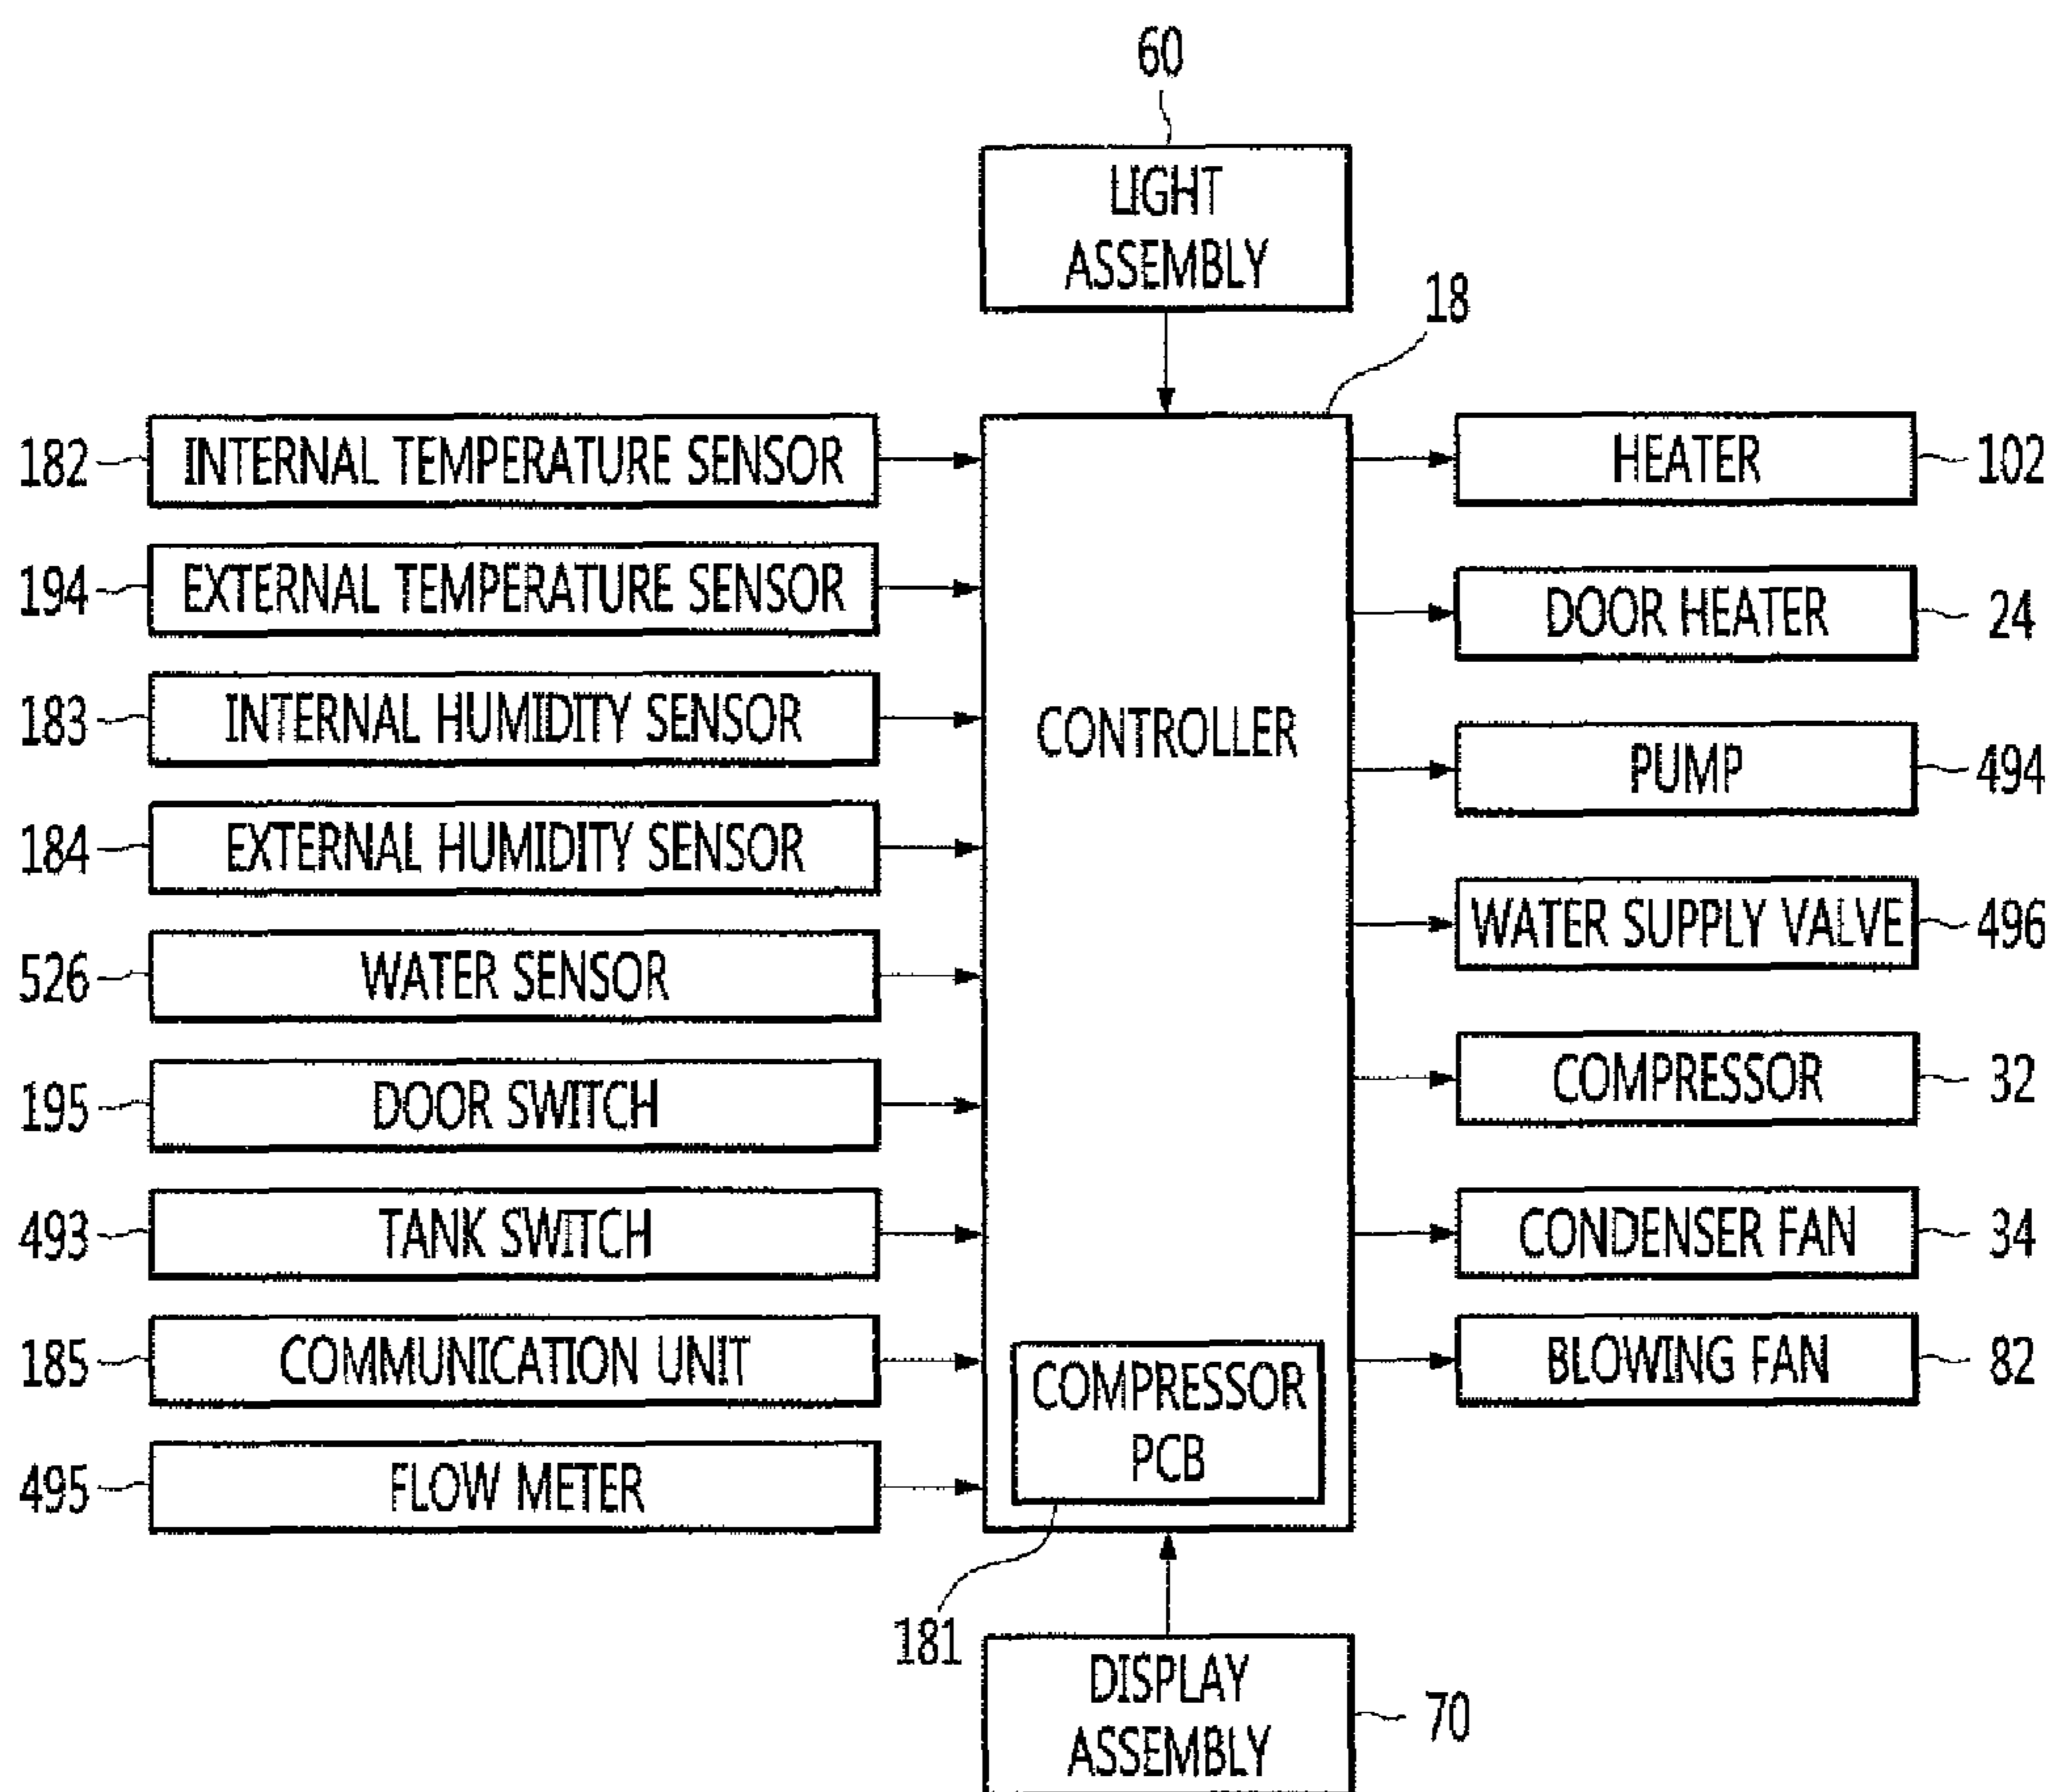 60
LIGHT
ASSEMBLY
18
182 INTERNAL TEMPERATURE SENSOR
HEATER 102
194 EXTERNAL TEMPERATURE SENSOR
DOOR HEATER 24
183 INTERNAL HUMIDITY SENSOR
CONTROLLER
PUMP 494
184 EXTERNAL HUMIDITY SENSOR
WATER SUPPLY VALVE 496
526 WATER SENSOR
COMPRESSOR 32
195 DOOR SWITCH
493 TANK SWITCH
CONDENSER FAN 34
185 COMMUNICATION UNIT
BLOWING FAN 82
COMPRESSOR
PCB
495 FLOW METER
181
DISPLAY
ASSEMBLY
70